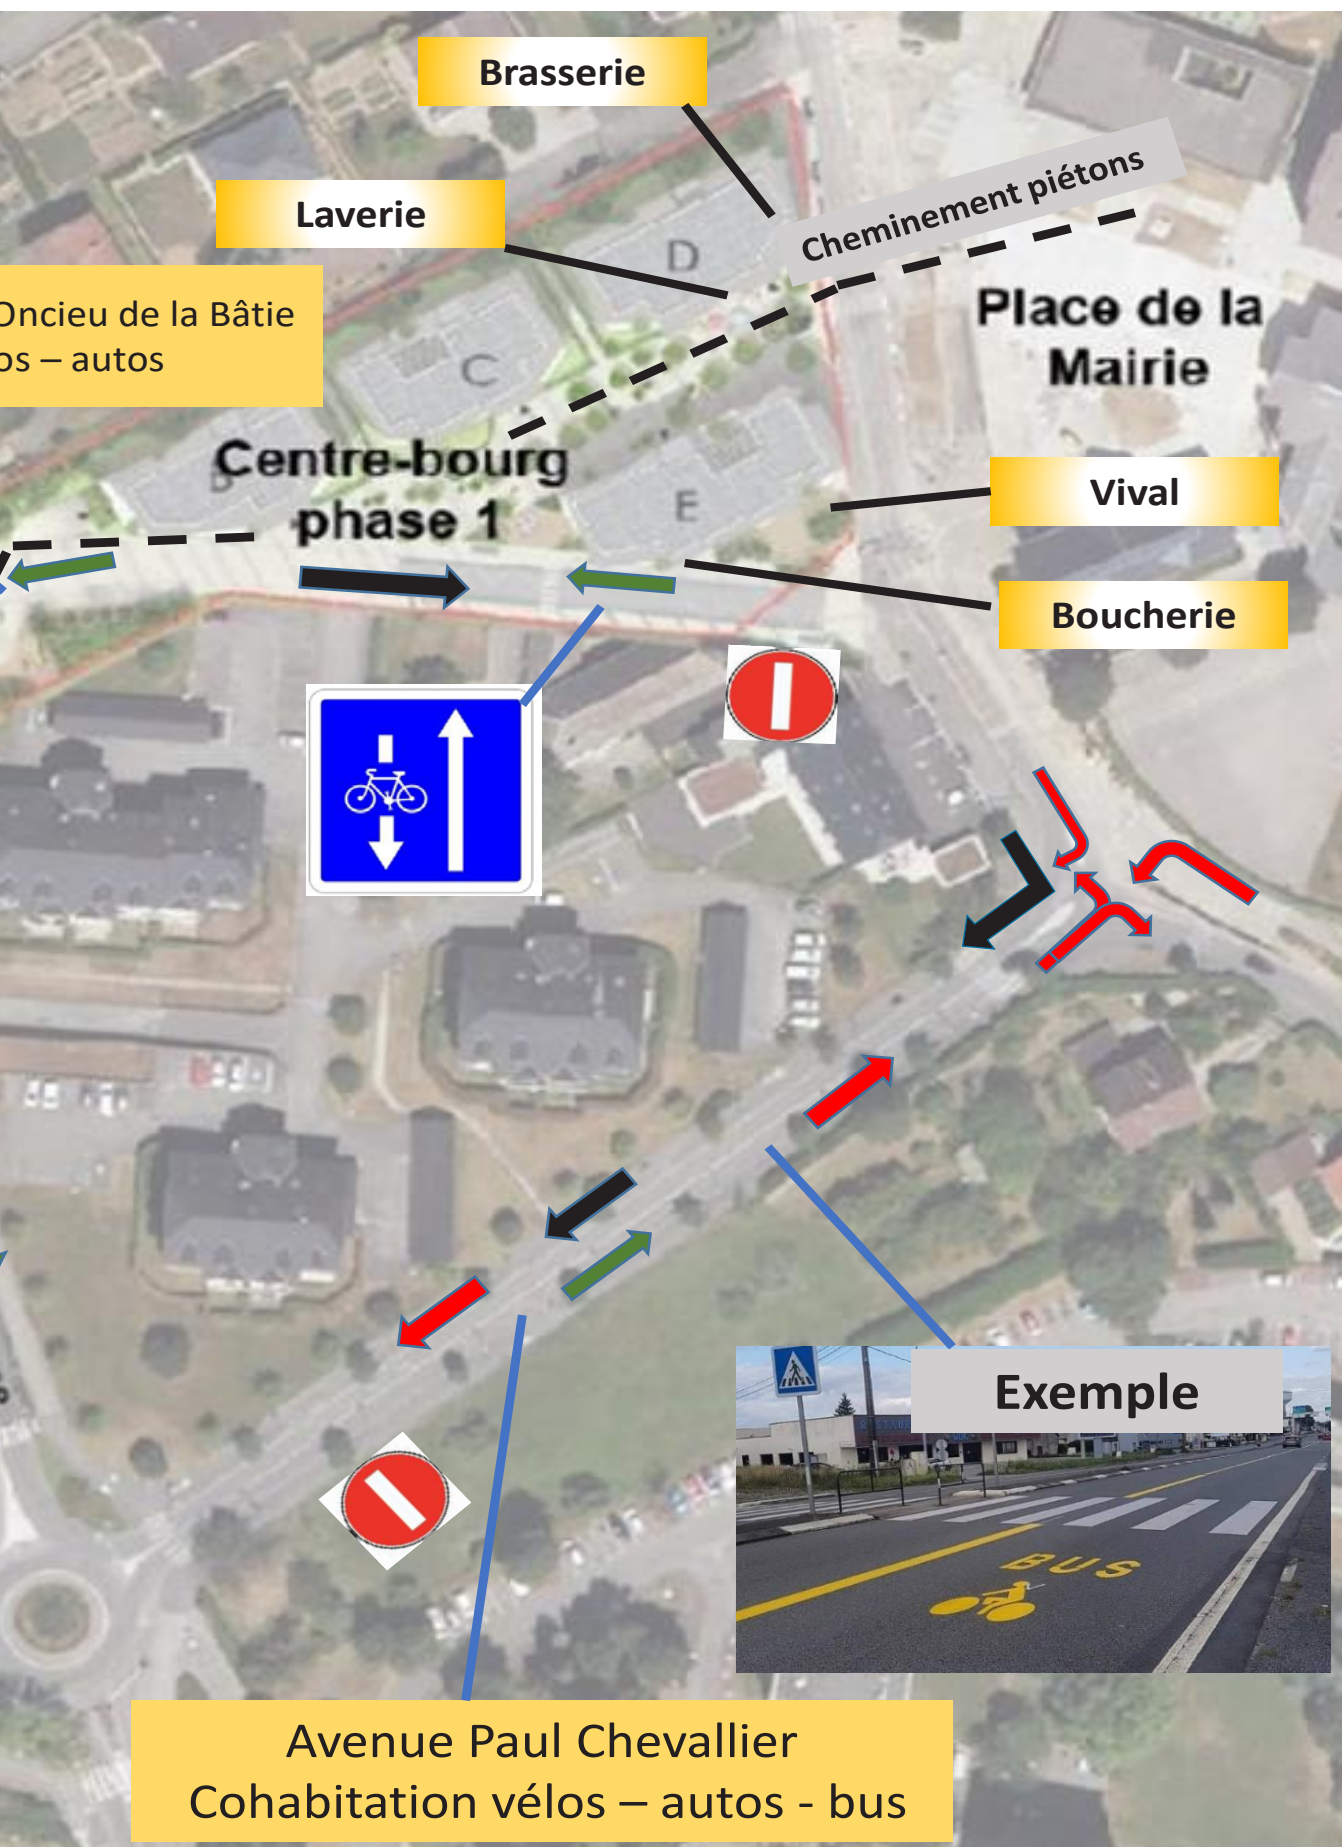 Brasserie
Cheminement piétons
Laverie
D
Oncieu de la Bâtie
os – autos
Place de la
Mairie
C
Centre-bourg
phase 1
Vival
E
Boucherie
Exemple
BUS
Avenue Paul Chevallier
Cohabitation vélos – autos - bus